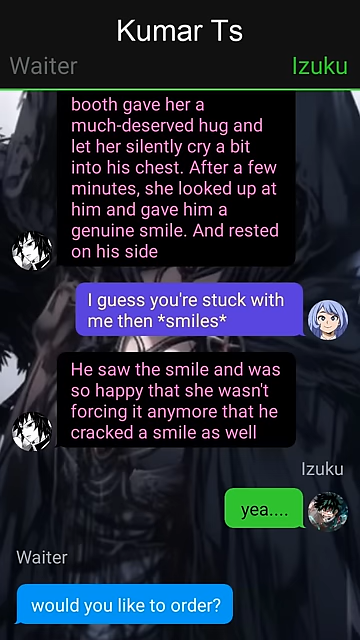 Kumar Ts
Waiter
Izuku
booth gave her a
much-deserved hug and
let her silently cry a bit
into his chest. After a few
minutes, she looked up at
him and gave him a
genuine smile. And rested
on his side
I guess you're stuck with
me then *smiles*
He saw the smile and was
so happy that she wasn't
forcing it anymore that he
cracked a smile as well
Izuku
yea....
Waiter
would you like to order?